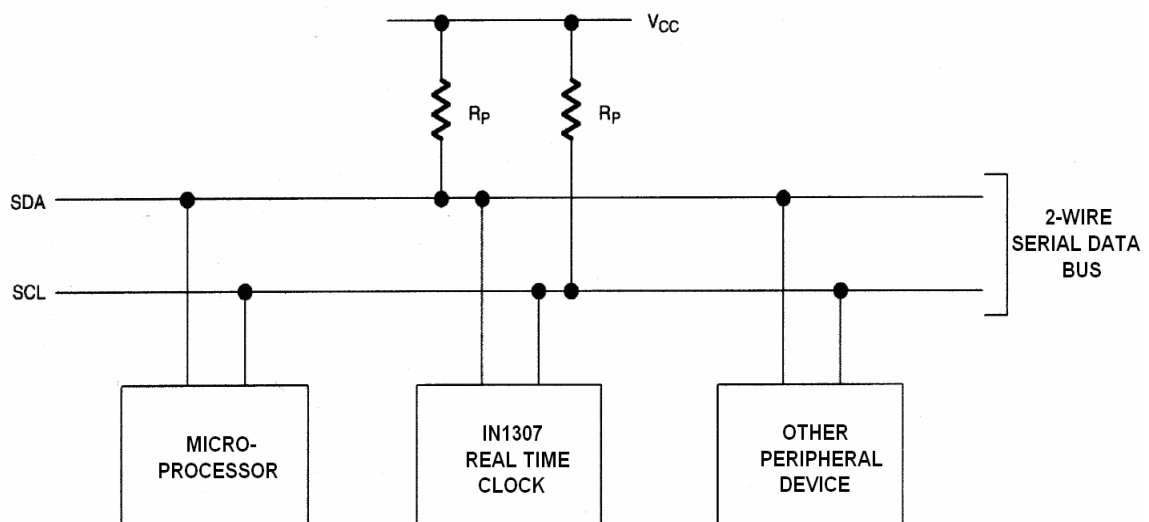 VCC
RP
RP
SDA
2-WIRE
SERIAL DATA
BUS
SCL
MICRO-
PROCESSOR
IN1307
REAL TIME
CLOCK
OTHER
PERIPHERAL
DEVICE